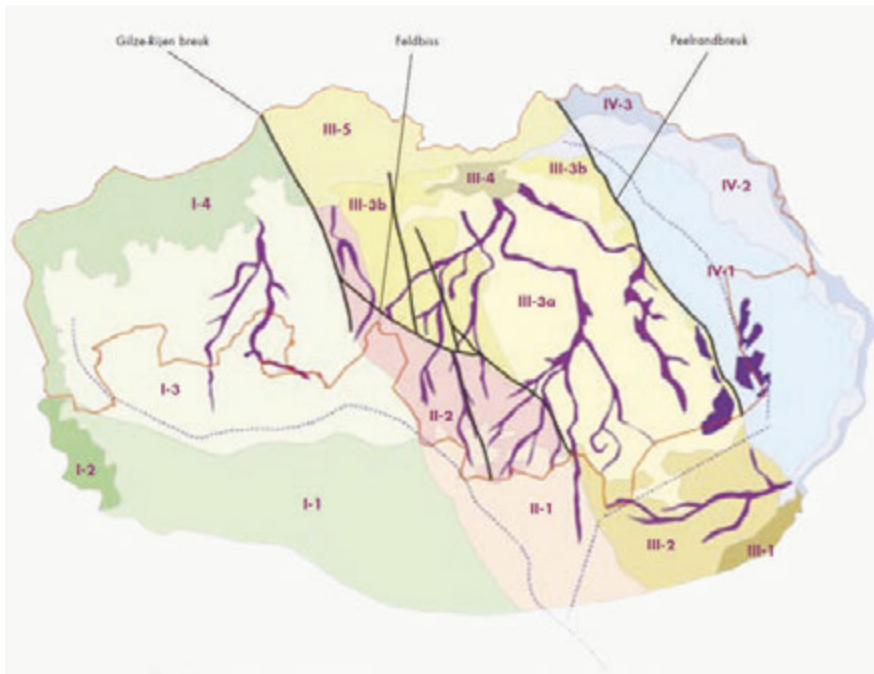 Gilze-Rijen breuk
Feldbiss
Peelrandbreuk
IV-3
III-5
III-4
III-3b
IV-2
I-4
III-3b
IV-1
III-3a
I-3
II-2
I-2
I-1
II-1
III-2
III-1